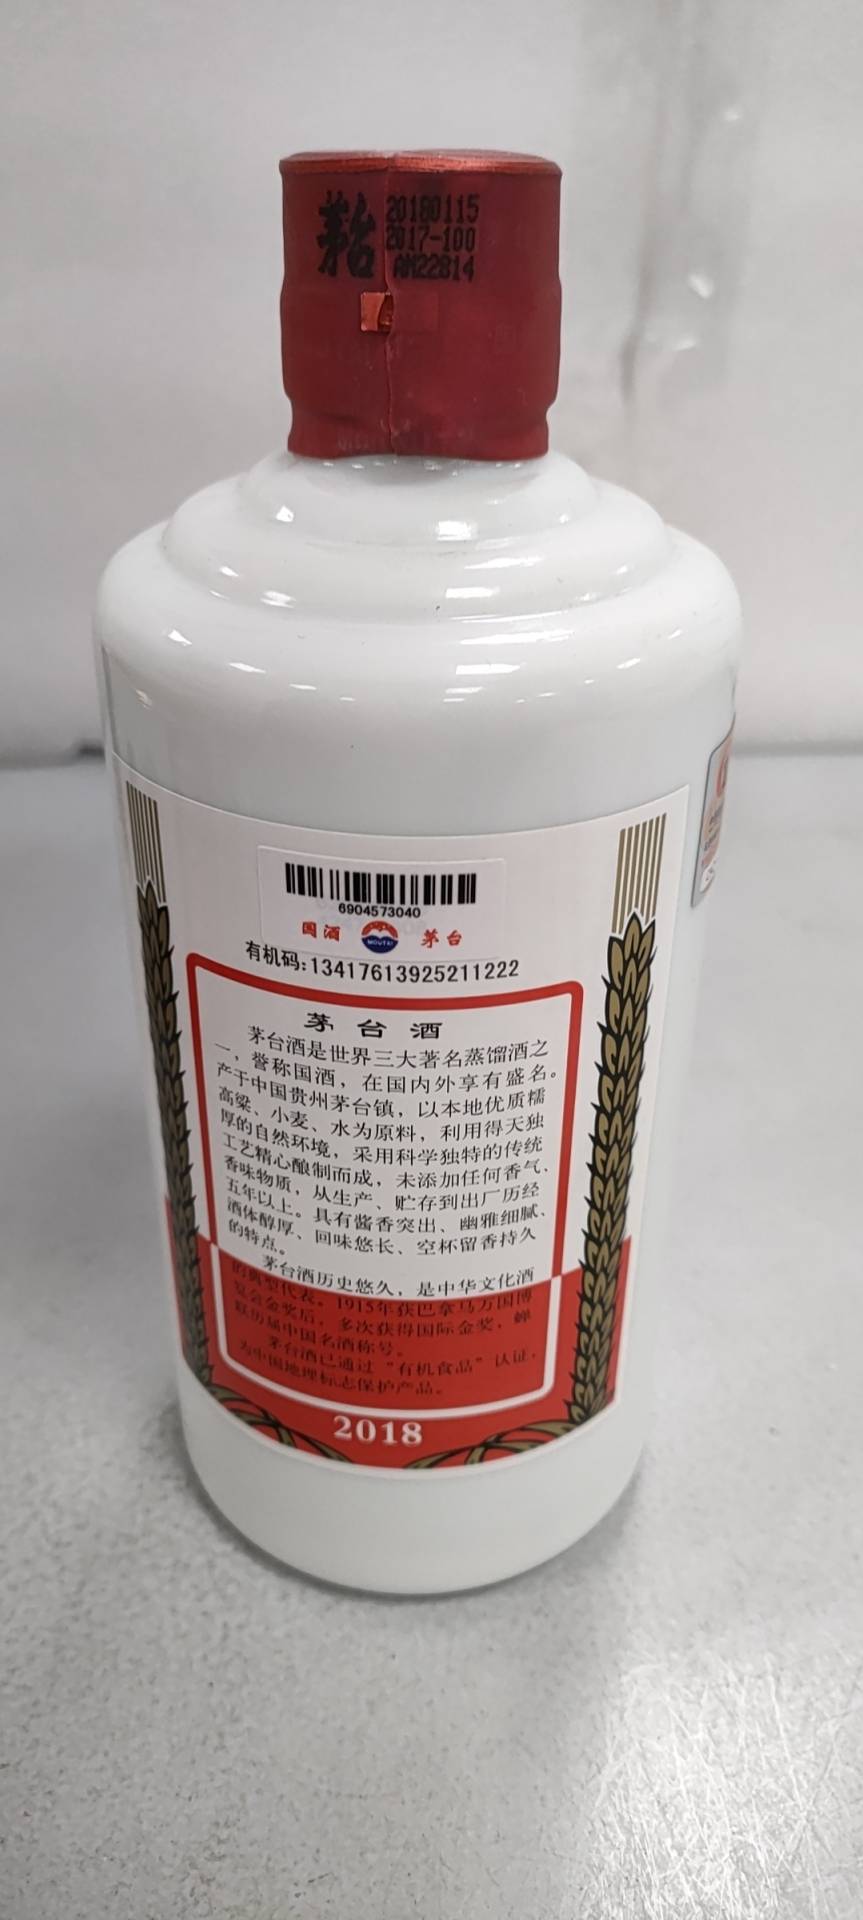 茅台
20180115
2017-100
AM22814
6904573040
国酒 MOUTAI 茅台
有机码:13417613925211222
茅台酒
茅台酒是世界三大著名蒸馏酒之
一，誉称国酒，在国内外享有盛名。
产于中国贵州茅台镇，以本地优质糯
高粱、小麦、水为原料，利用得天独
厚的自然环境，采用科学独特的传统
工艺精心酿制而成，未添加任何香气、
香味物质，从生产、贮存到出厂历经
五年以上。具有酱香突出、幽雅细腻、
酒体醇厚、回味悠长、空杯留香持久
的特点。
茅台酒历史悠久，是中华文化酒
的典型代表。1915年获巴拿马万国博
览会金奖后，多次获得国际金奖，蝉
联历届中国名酒称号。
茅台酒已通过“有机食品”认证，
为中国地理标志保护产品。
2018